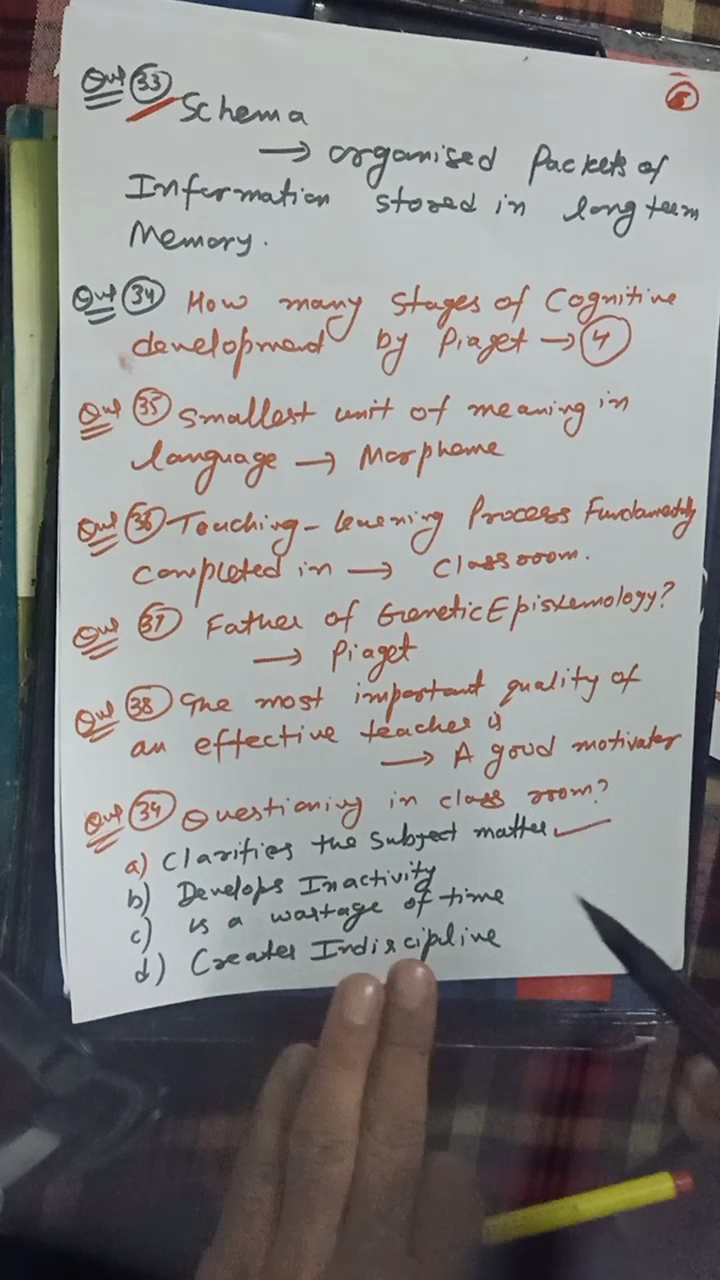 Que 33 Schema
5
→ organised Packets of
Information stored in long term
Memory.
Que 34 How many Stages of Cognitive
development by Piaget → 4
Que 35 Smallest unit of meaning in
language → Morpheme
Que 36 Teaching-learning Process Fundamentally
completed in → Classroom.
Que 37 Father of Genetic Epistemology?
→ Piaget
Que 38 The most important quality of
an effective teacher is
→ A good motivater
Que 39 Questioning in class room?
a) Clarifies the Subject matter ✓
b) Develops Inactivity
c) is a wastage of time
d) Creates Indiscipline